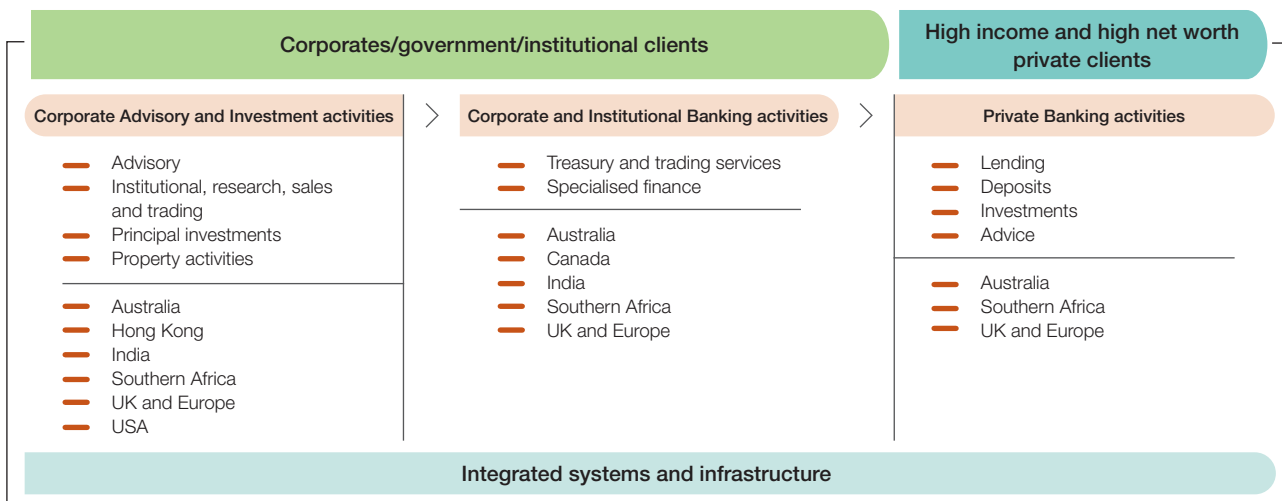 Corporates/government/institutional clients
High income and high net worth
private clients
Corporate Advisory and Investment activities
Advisory
Institutional, research, sales
and trading
Principal investments
Property activities
Australia
Hong Kong
India
Southern Africa
UK and Europe
USA
Corporate and Institutional Banking activities
Treasury and trading services
Specialised finance
Australia
Canada
India
Southern Africa
UK and Europe
Private Banking activities
Lending
Deposits
Investments
Advice
Australia
Southern Africa
UK and Europe
Integrated systems and infrastructure